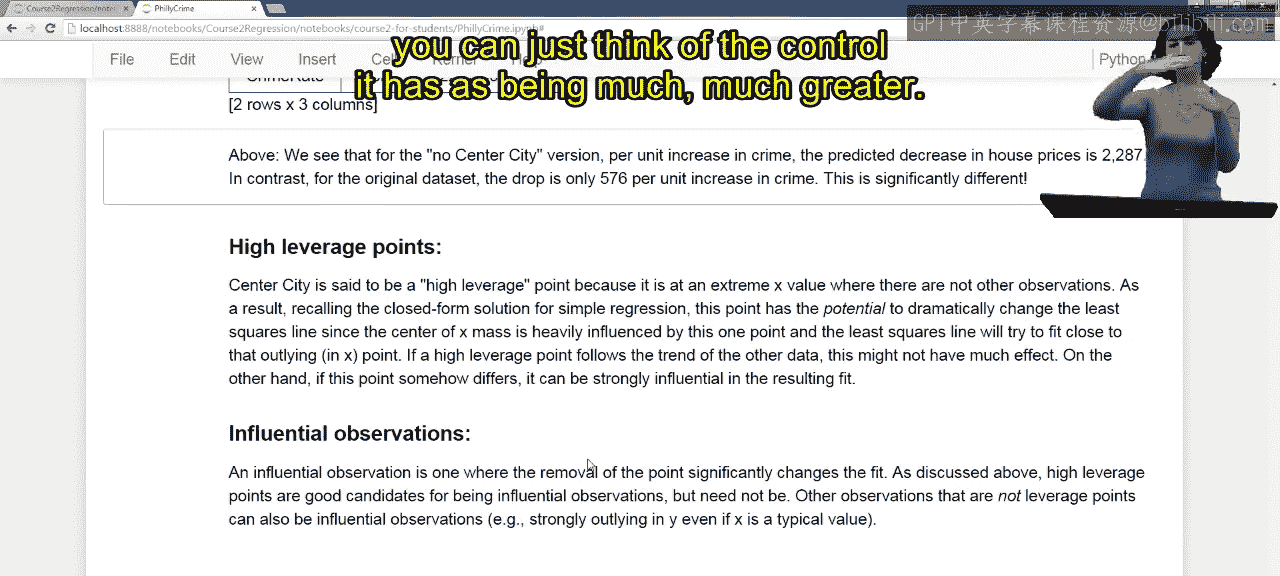 Course2Regression/note
PhillyCrime
GPT中英字幕课程资源@bilibili.com
localhost:8888/notebooks/Course2Regression/notebooks/course2-for-students/PhillyCrime.ipynb#
you can just think of the control
it has as being much, much greater.
File Edit View Insert Python
[2 rows x 3 columns]
Above: We see that for the "no Center City" version, per unit increase in crime, the predicted decrease in house prices is 2,287.
In contrast, for the original dataset, the drop is only 576 per unit increase in crime. This is significantly different!
High leverage points:
Center City is said to be a "high leverage" point because it is at an extreme x value where there are not other observations. As
a result, recalling the closed-form solution for simple regression, this point has the potential to dramatically change the least
squares line since the center of x mass is heavily influenced by this one point and the least squares line will try to fit close to
that outlying (in x) point. If a high leverage point follows the trend of the other data, this might not have much effect. On the
other hand, if this point somehow differs, it can be strongly influential in the resulting fit.
Influential observations:
An influential observation is one where the removal of the point significantly changes the fit. As discussed above, high leverage
points are good candidates for being influential observations, but need not be. Other observations that are not leverage points
can also be influential observations (e.g., strongly outlying in y even if x is a typical value).